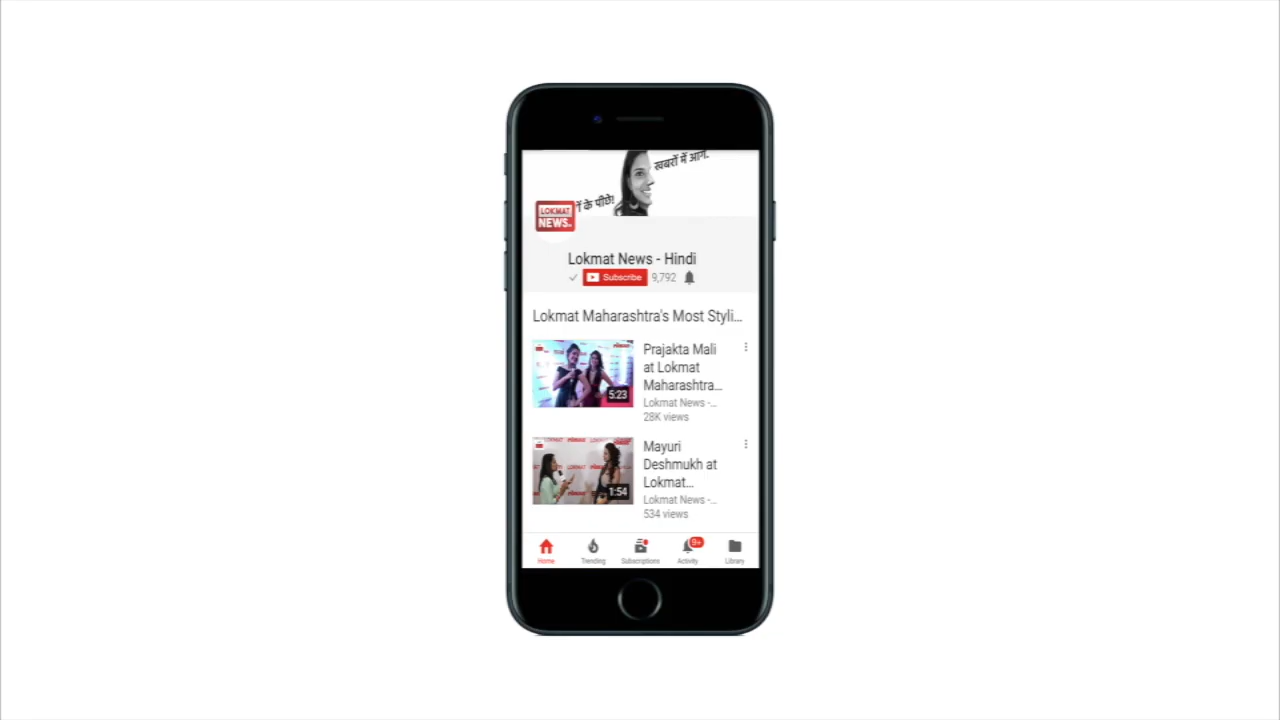 खबरों में आगे,
के पीछे!
LOKMAT
NEWS
Lokmat News - Hindi
Subscribe 9,792
Lokmat Maharashtra's Most Styli...
Prajakta Mali
at Lokmat
Maharashtra...
Lokmat News -...
28K views
5:23
Mayuri
Deshmukh at
Lokmat...
Lokmat News -...
534 views
1:54
9+
Home Trending Subscriptions Activity Library